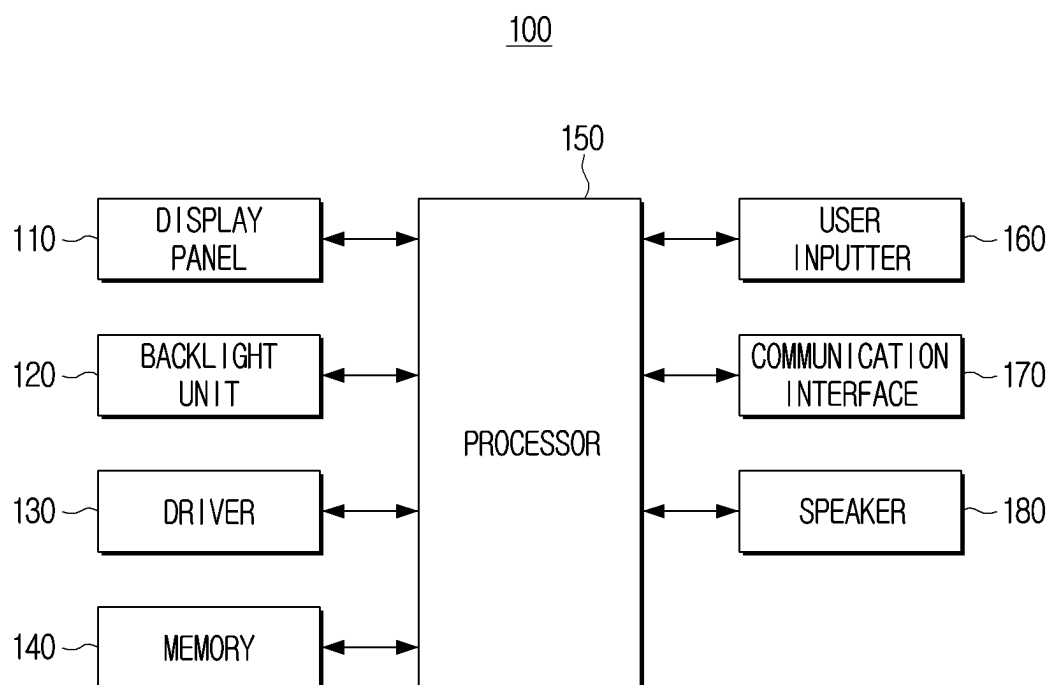 100
150
110
DISPLAY
PANEL
USER
INPUTTER
160
120
BACKLIGHT
UNIT
COMMUNICATION
INTERFACE
170
PROCESSOR
130
DRIVER
SPEAKER
180
140
MEMORY